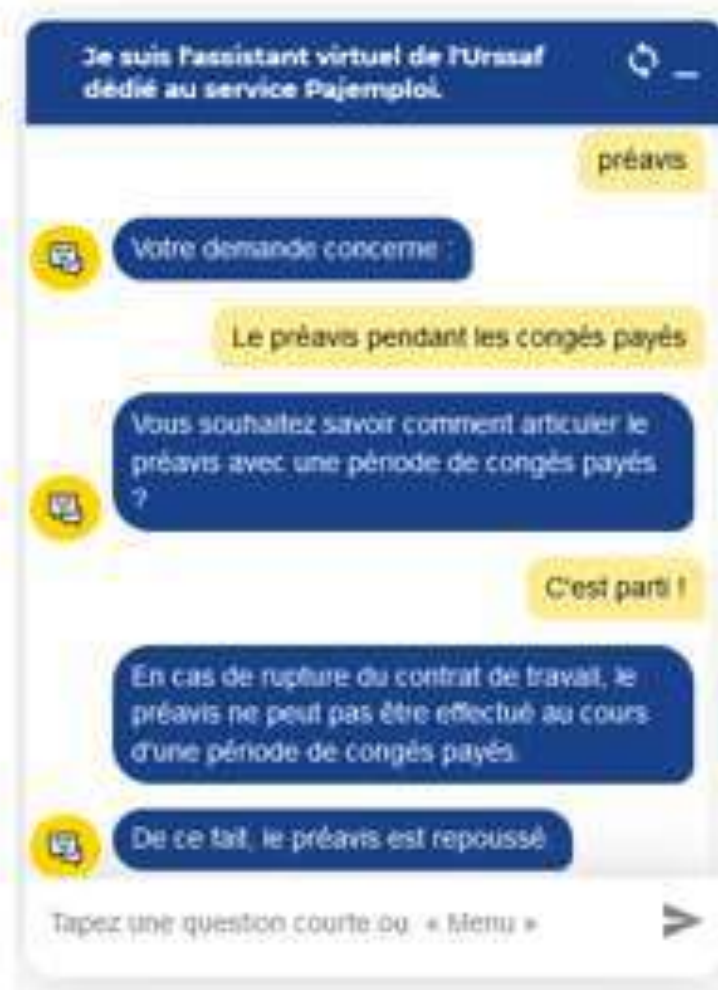 Je suis l'assistant virtuel de l'Urssaf
dédié au service Pajemploi.
préavis
Votre demande concerne :
Le préavis pendant les congés payés
Vous souhaitez savoir comment articuler le
préavis avec une période de congés payés
?
C'est parti !
En cas de rupture du contrat de travail, le
préavis ne peut pas être effectué au cours
d'une période de congés payés.
De ce fait, le préavis est repoussé
Tapez une question courte ou « Menu »